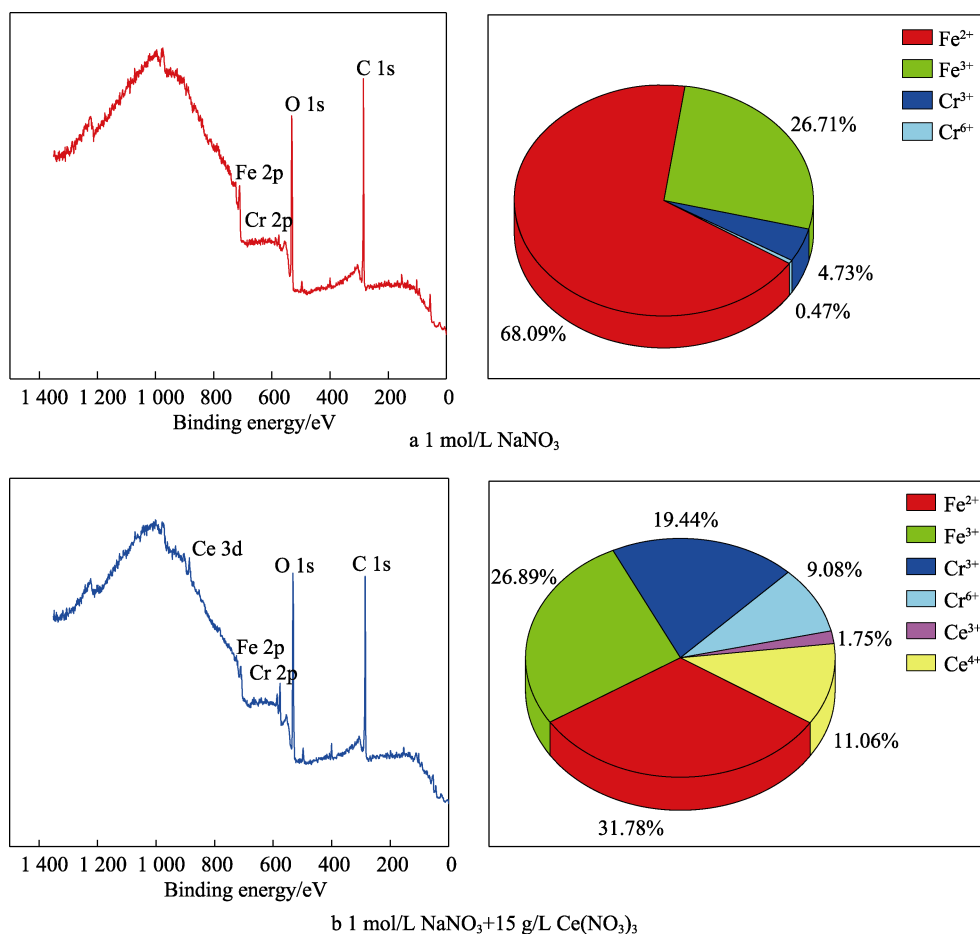 C 1s
O 1s
Fe 2p
Cr 2p
1 400 1 200 1 000 800 600 400 200 0
Binding energy/eV
Fe²⁺
Fe³⁺
Cr³⁺
Cr⁶⁺
26.71%
4.73%
0.47%
68.09%
a 1 mol/L NaNO₃
Ce 3d
O 1s
C 1s
Fe 2p
Cr 2p
1 400 1 200 1 000 800 600 400 200 0
Binding energy/eV
Fe²⁺
Fe³⁺
Cr³⁺
Cr⁶⁺
Ce³⁺
Ce⁴⁺
19.44%
9.08%
26.89%
1.75%
11.06%
31.78%
b 1 mol/L NaNO₃+15 g/L Ce(NO₃)₃